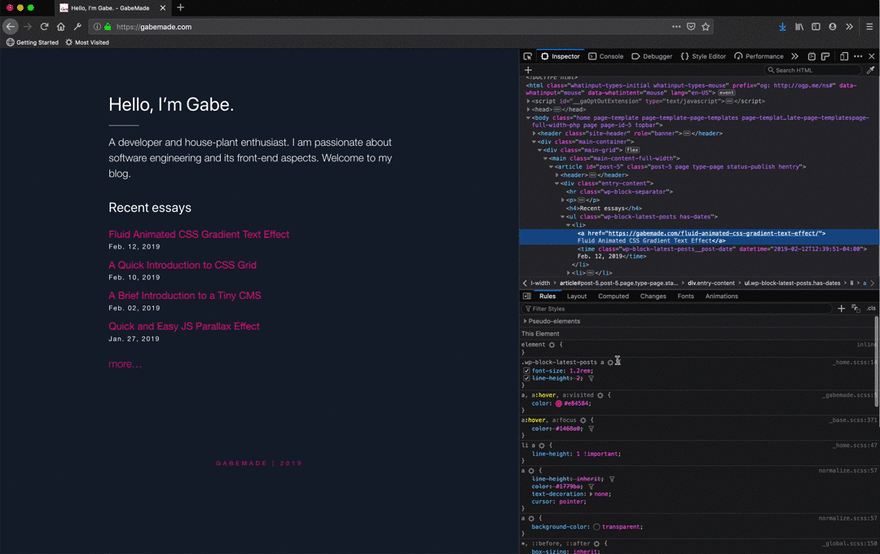 Hello, I'm Gabe. - GabeMade
https://gabemade.com
Getting Started
Most Visited
Hello, I'm Gabe.
A developer and house-plant enthusiast. I am passionate about
software engineering and its front-end aspects. Welcome to my
blog.
Recent essays
Fluid Animated CSS Gradient Text Effect
Feb. 12, 2019
A Quick Introduction to CSS Grid
Feb. 10, 2019
A Brief Introduction to a Tiny CMS
Feb. 02, 2019
Quick and Easy JS Parallax Effect
Jan. 27, 2019
more...
GABEMADE | 2019
Inspector Console Debugger Style Editor Performance
Search HTML
<!DOCTYPE html>
<html class="whatinput-types-initial whatinput-types-mouse" prefix="og: http://ogp.me/ns#" data-
whatinput="mouse" data-whatintent="mouse" lang="en-US"> event
<script id="__gaOptOutExtension" type="text/javascript"></script>
<head></head>
<body class="home page-template page-template-page-templates page-templat…late-page-templatespage-
full-width-php page page-id-5 topbar">
<header class="site-header" role="banner"></header>
<div class="main-container">
<div class="main-grid"> flex
<main class="main-content-full-width">
<article id="post-5" class="post-5 page type-page status-publish hentry">
<header></header>
<div class="entry-content">
<hr class="wp-block-separator">
<p></p>
<h4>Recent essays</h4>
<ul class="wp-block-latest-posts has-dates">
<li>
<a href="https://gabemade.com/fluid-animated-css-gradient-text-effect/">
Fluid Animated CSS Gradient Text Effect</a>
<time class="wp-block-latest-posts__post-date" datetime="2019-02-12T12:39:51-04:00">
Feb. 12, 2019</time>
</li>
<li></li>
l-width article#post-5.post-5.page.type-page.sta… div.entry-content ul.wp-block-latest-posts.has-dates li a
Rules Layout Computed Changes Fonts Animations
Filter Styles
.cls
Pseudo-elements
This Element
element { inline
}
.wp-block-latest-posts a {
font-size: 1.2rem;
line-height: 2;
}
a, a:hover, a:visited {
color: #e84584;
}
a:hover, a:focus { _base.scss:371
color: #1468a0;
}
li a { _home.scss:47
line-height: 1 !important;
}
a { normalize.scss:57
line-height: inherit;
color: #1779ba;
text-decoration: none;
cursor: pointer;
}
a { normalize.scss:57
background-color: transparent;
}
*, ::before, ::after { _global.scss:150
box-sizing: inherit;